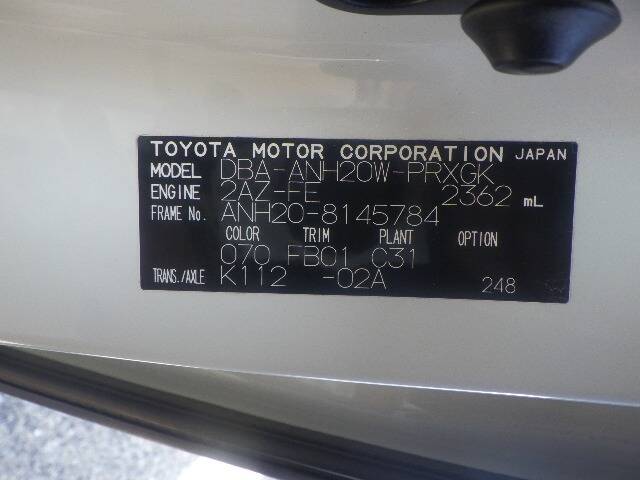 TOYOTA MOTOR CORPORATION JAPAN
MODEL DBA-ANH20W-PRXGK
ENGINE 2AZ-FE 2362 mL
FRAME No. ANH20-8145784
COLOR TRIM PLANT OPTION
070 FB01 C31
TRANS./AXLE K112 -02A 248